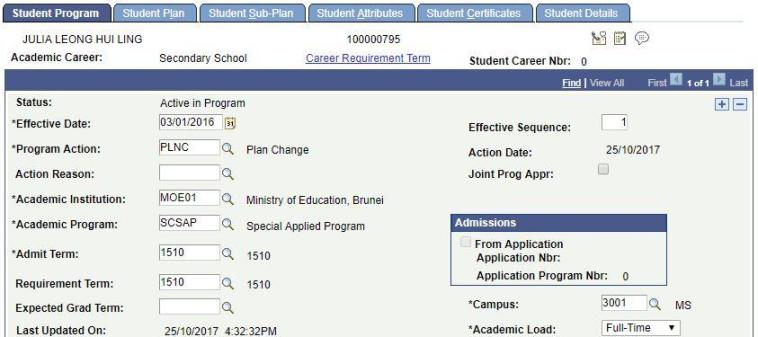 Student Program Student Plan Student Sub-Plan Student Attributes Student Certificates Student Details
JULIA LEONG HUI LING 100000795
Academic Career: Secondary School Career Requirement Term Student Career Nbr: 0
Find | View All First 1 of 1 Last
Status: Active in Program
*Effective Date: 03/01/2016 31 Effective Sequence: 1
*Program Action: PLNC Plan Change Action Date: 25/10/2017
Action Reason: Joint Prog Appr:
*Academic Institution: MOE01 Ministry of Education, Brunei
*Academic Program: SCSAP Special Applied Program Admissions
From Application
*Admit Term: 1510 1510 Application Nbr:
Requirement Term: 1510 1510 Application Program Nbr: 0
Expected Grad Term: *Campus: 3001 MS
Last Updated On: 25/10/2017 4:32:32PM *Academic Load: Full-Time